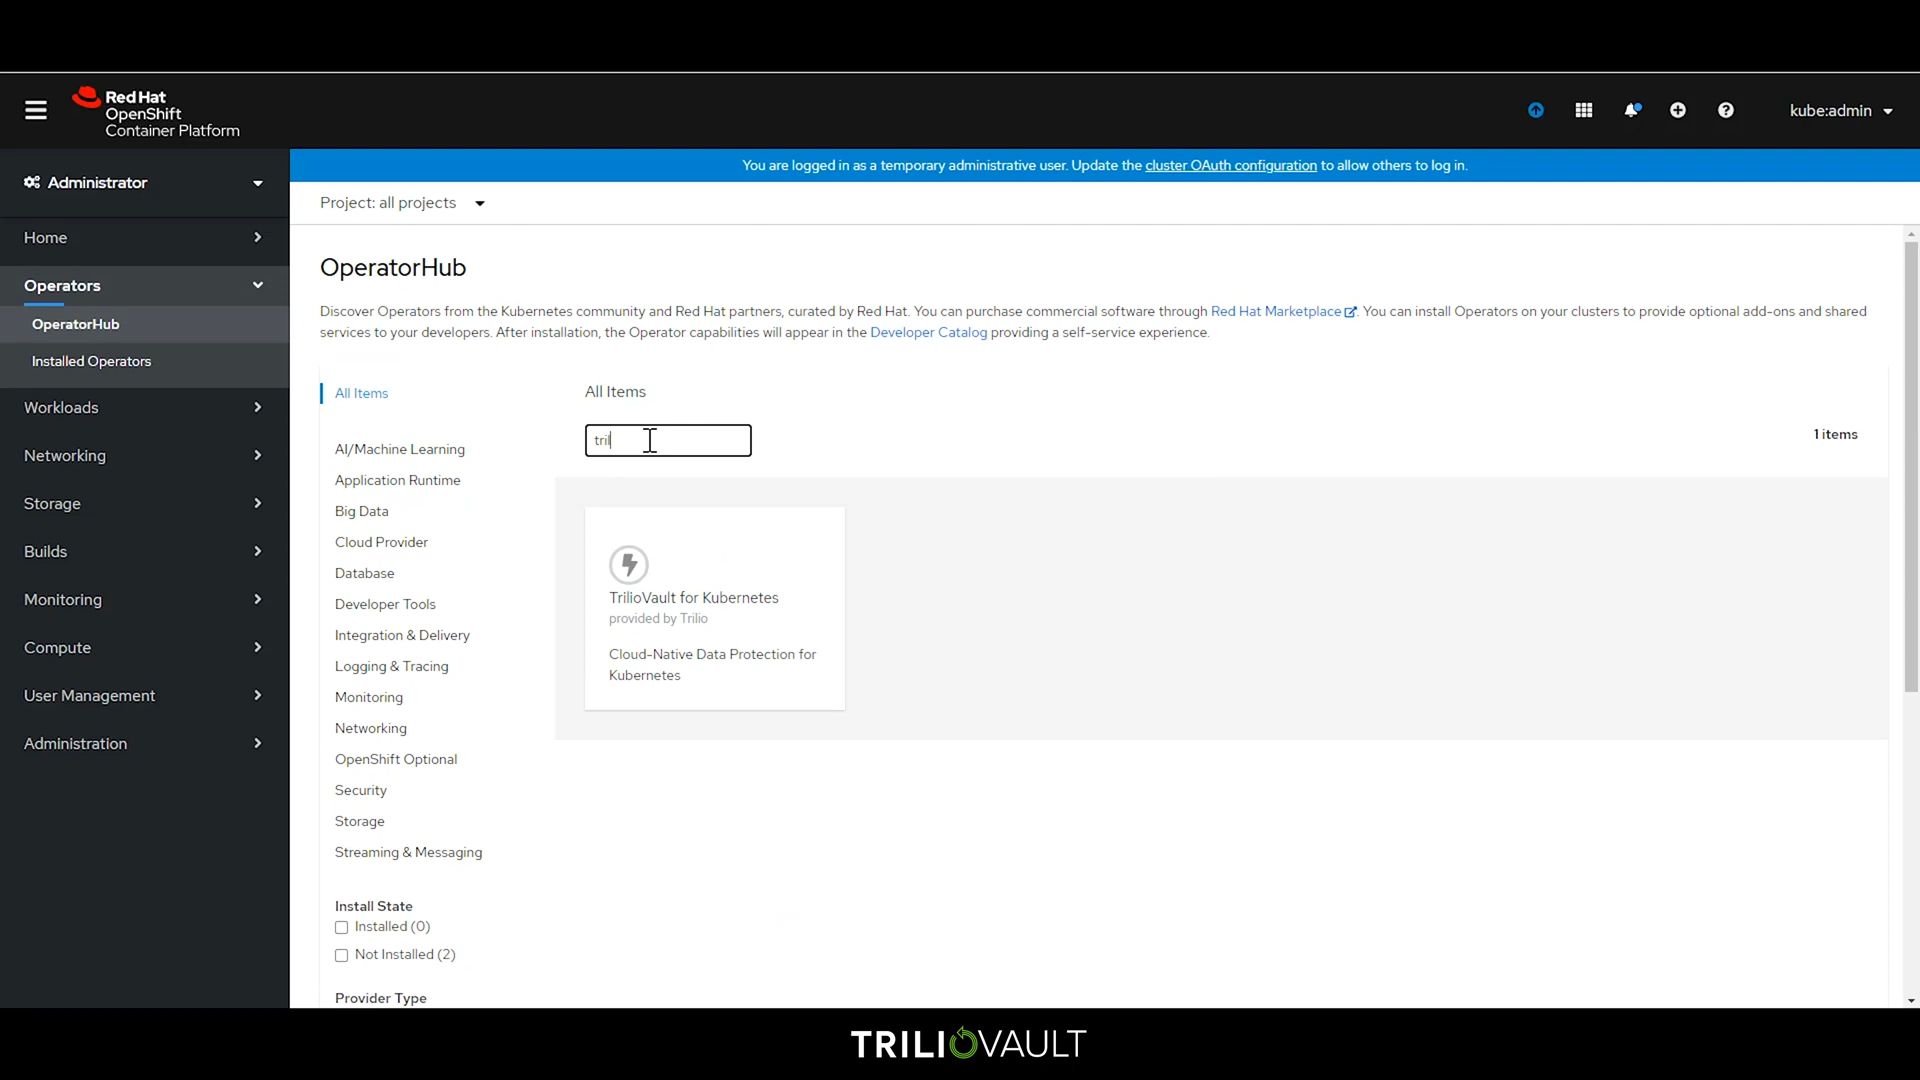 Red Hat
OpenShift
Container Platform
kube:admin
Administrator
You are logged in as a temporary administrative user. Update the cluster OAuth configuration to allow others to log in.
Project: all projects
Home
Operators
OperatorHub
Installed Operators
Workloads
Networking
Storage
Builds
Monitoring
Compute
User Management
Administration
OperatorHub
Discover Operators from the Kubernetes community and Red Hat partners, curated by Red Hat. You can purchase commercial software through Red Hat Marketplace. You can install Operators on your clusters to provide optional add-ons and shared
services to your developers. After installation, the Operator capabilities will appear in the Developer Catalog providing a self-service experience.
All Items
AI/Machine Learning
Application Runtime
Big Data
Cloud Provider
Database
Developer Tools
Integration & Delivery
Logging & Tracing
Monitoring
Networking
OpenShift Optional
Security
Storage
Streaming & Messaging
Install State
Installed (0)
Not Installed (2)
Provider Type
All Items
tril
1 items
TrilioVault for Kubernetes
provided by Trilio
Cloud-Native Data Protection for
Kubernetes
TRILIOVAULT